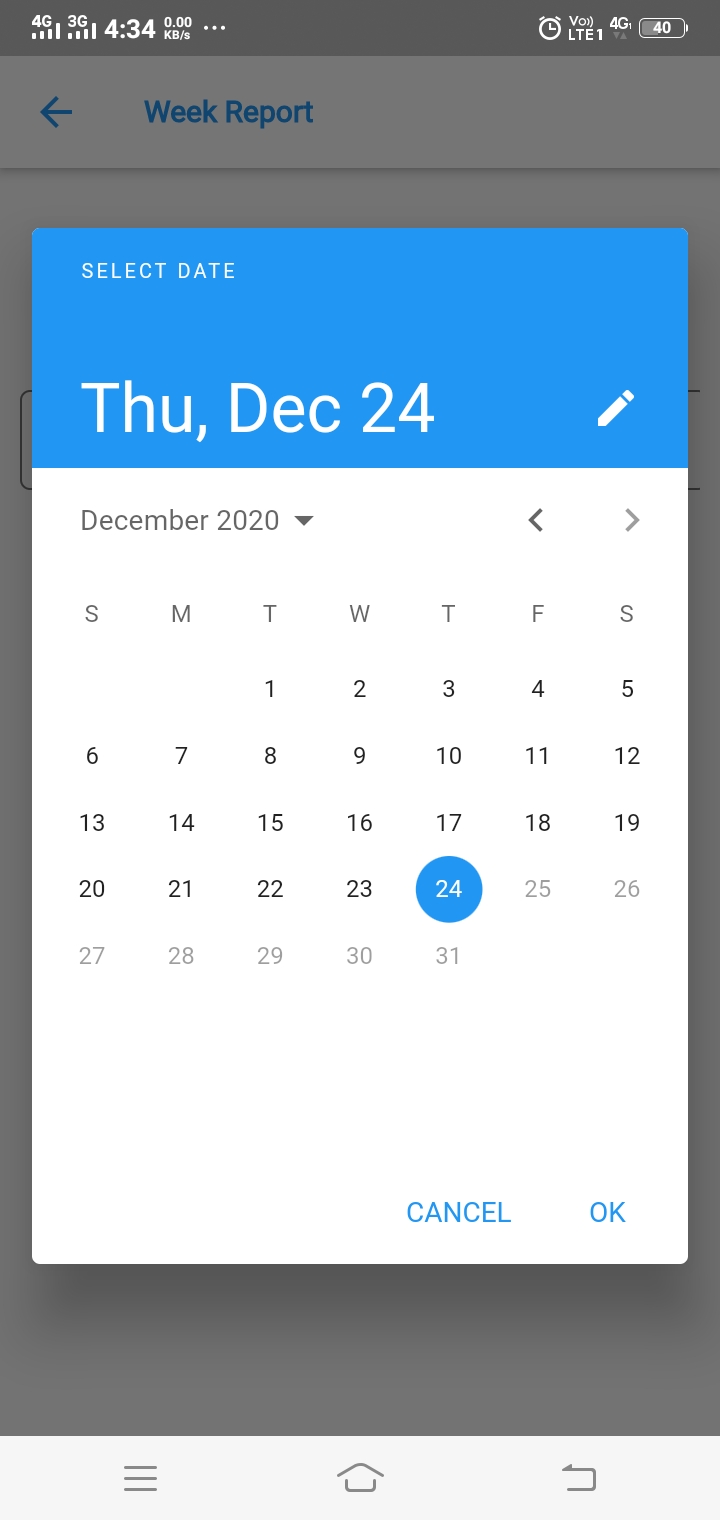 4G 3G 4:34 0.00 KB/s ... Vo)) LTE1 4G 40
Week Report
SELECT DATE
Thu, Dec 24
December 2020
S M T W T F S
1 2 3 4 5
6 7 8 9 10 11 12
13 14 15 16 17 18 19
20 21 22 23 24 25 26
27 28 29 30 31
CANCEL OK